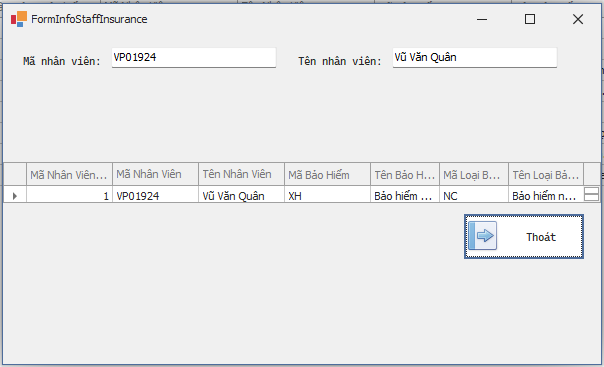 FormInfoStaffInsurance
Mã nhân viên: VP01924 Tên nhân viên: Vũ Văn Quân
Mã Nhân Viên... Mã Nhân Viên Tên Nhân Viên Mã Bảo Hiểm Tên Bảo H... Mã Loại B... Tên Loại Bả...
1 VP01924 Vũ Văn Quân XH Bảo hiểm ... NC Bảo hiểm n...
Thoát